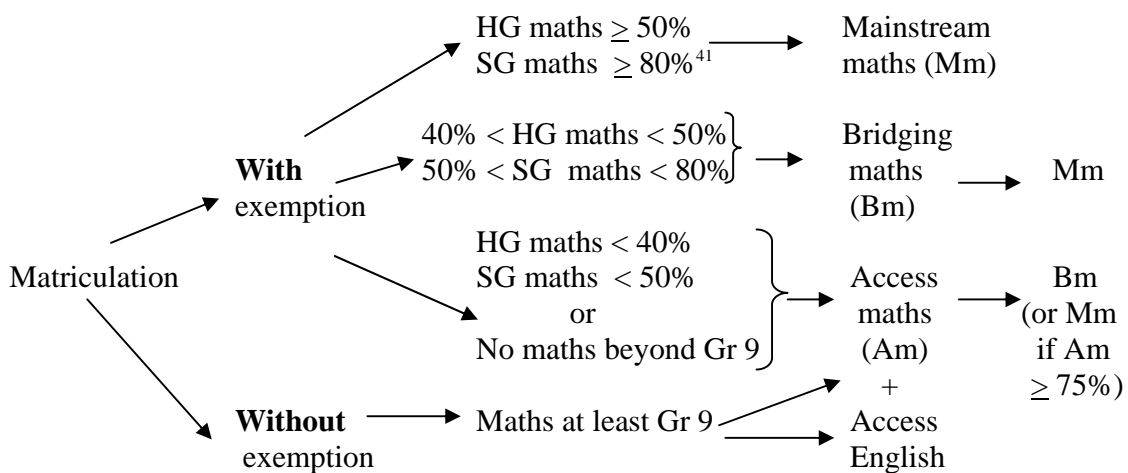 HG maths ≥ 50%
SG maths ≥ 80%41
Mainstream
maths (Mm)
40% < HG maths < 50%
50% < SG maths < 80%
Bridging
maths
(Bm)
Mm
With
exemption
HG maths < 40%
SG maths < 50%
or
No maths beyond Gr 9
Matriculation
Access
maths
(Am)
+
Access
English
Bm
(or Mm
if Am
≥ 75%)
Without
exemption
Maths at least Gr 9